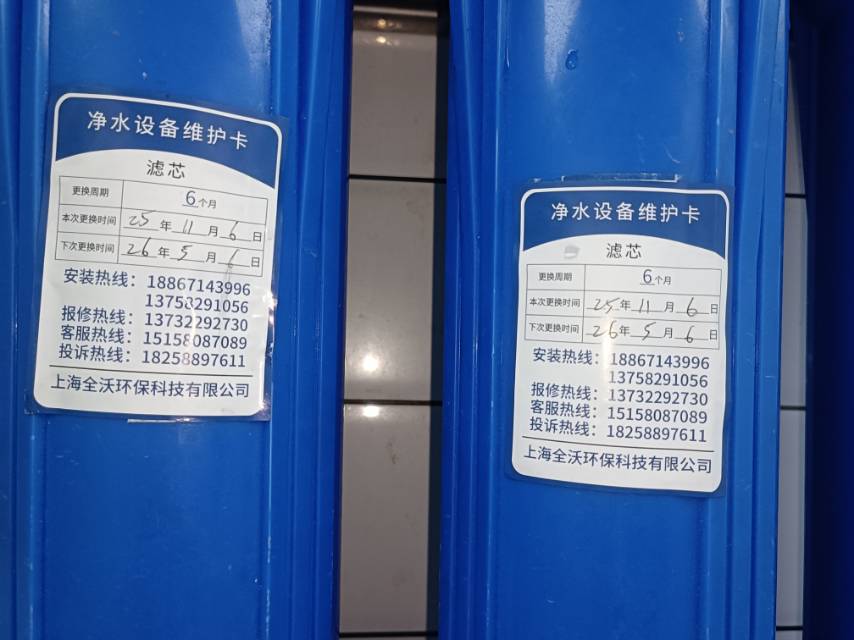 净水设备维护卡
滤芯
更换周期 6个月
本次更换时间 25年11月6日
下次更换时间 26年5月6日
安装热线：18867143996
13758291056
报修热线：13732292730
客服热线：15158087089
投诉热线：18258897611
上海全沃环保科技有限公司
净水设备维护卡
滤芯
更换周期 6个月
本次更换时间 25年11月6日
下次更换时间 26年5月6日
安装热线：18867143996
13758291056
报修热线：13732292730
客服热线：15158087089
投诉热线：18258897611
上海全沃环保科技有限公司